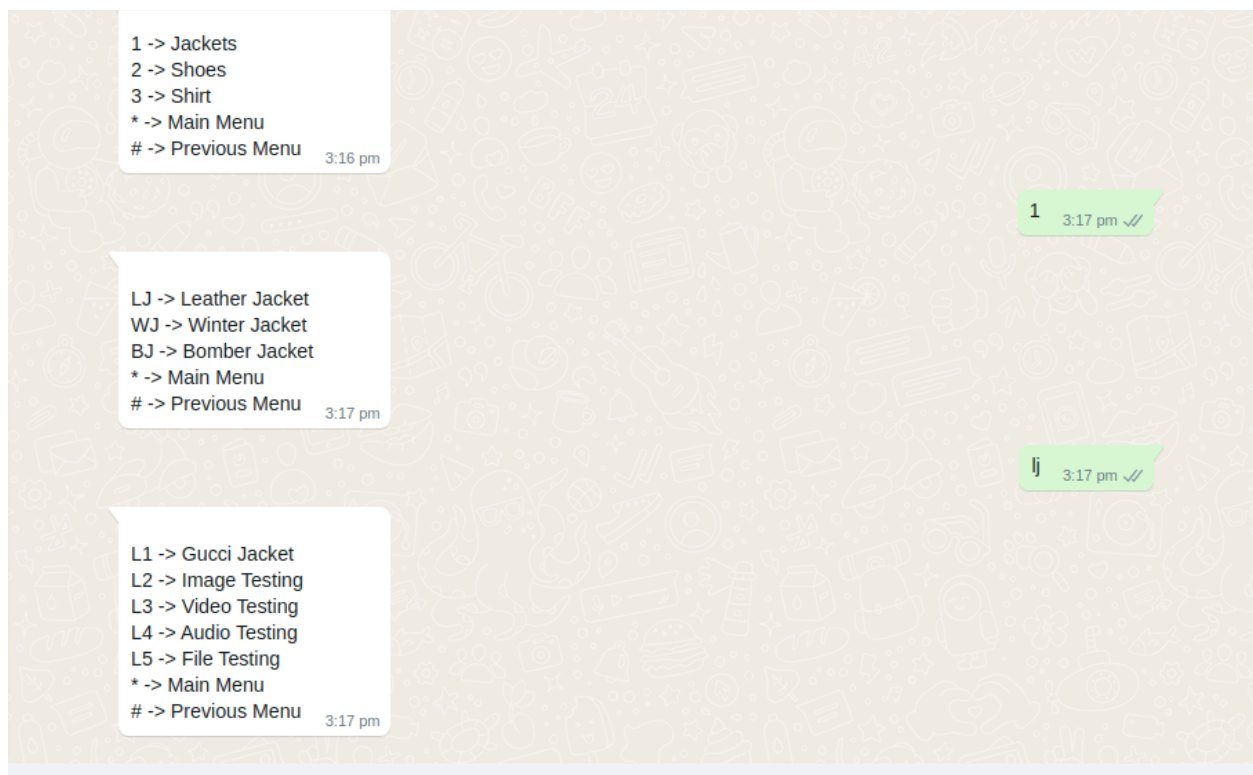 1 -> Jackets
2 -> Shoes
3 -> Shirt
* -> Main Menu
# -> Previous Menu
3:16 pm
1
3:17 pm
LJ -> Leather Jacket
WJ -> Winter Jacket
BJ -> Bomber Jacket
* -> Main Menu
# -> Previous Menu
3:17 pm
lj
3:17 pm
L1 -> Gucci Jacket
L2 -> Image Testing
L3 -> Video Testing
L4 -> Audio Testing
L5 -> File Testing
* -> Main Menu
# -> Previous Menu
3:17 pm